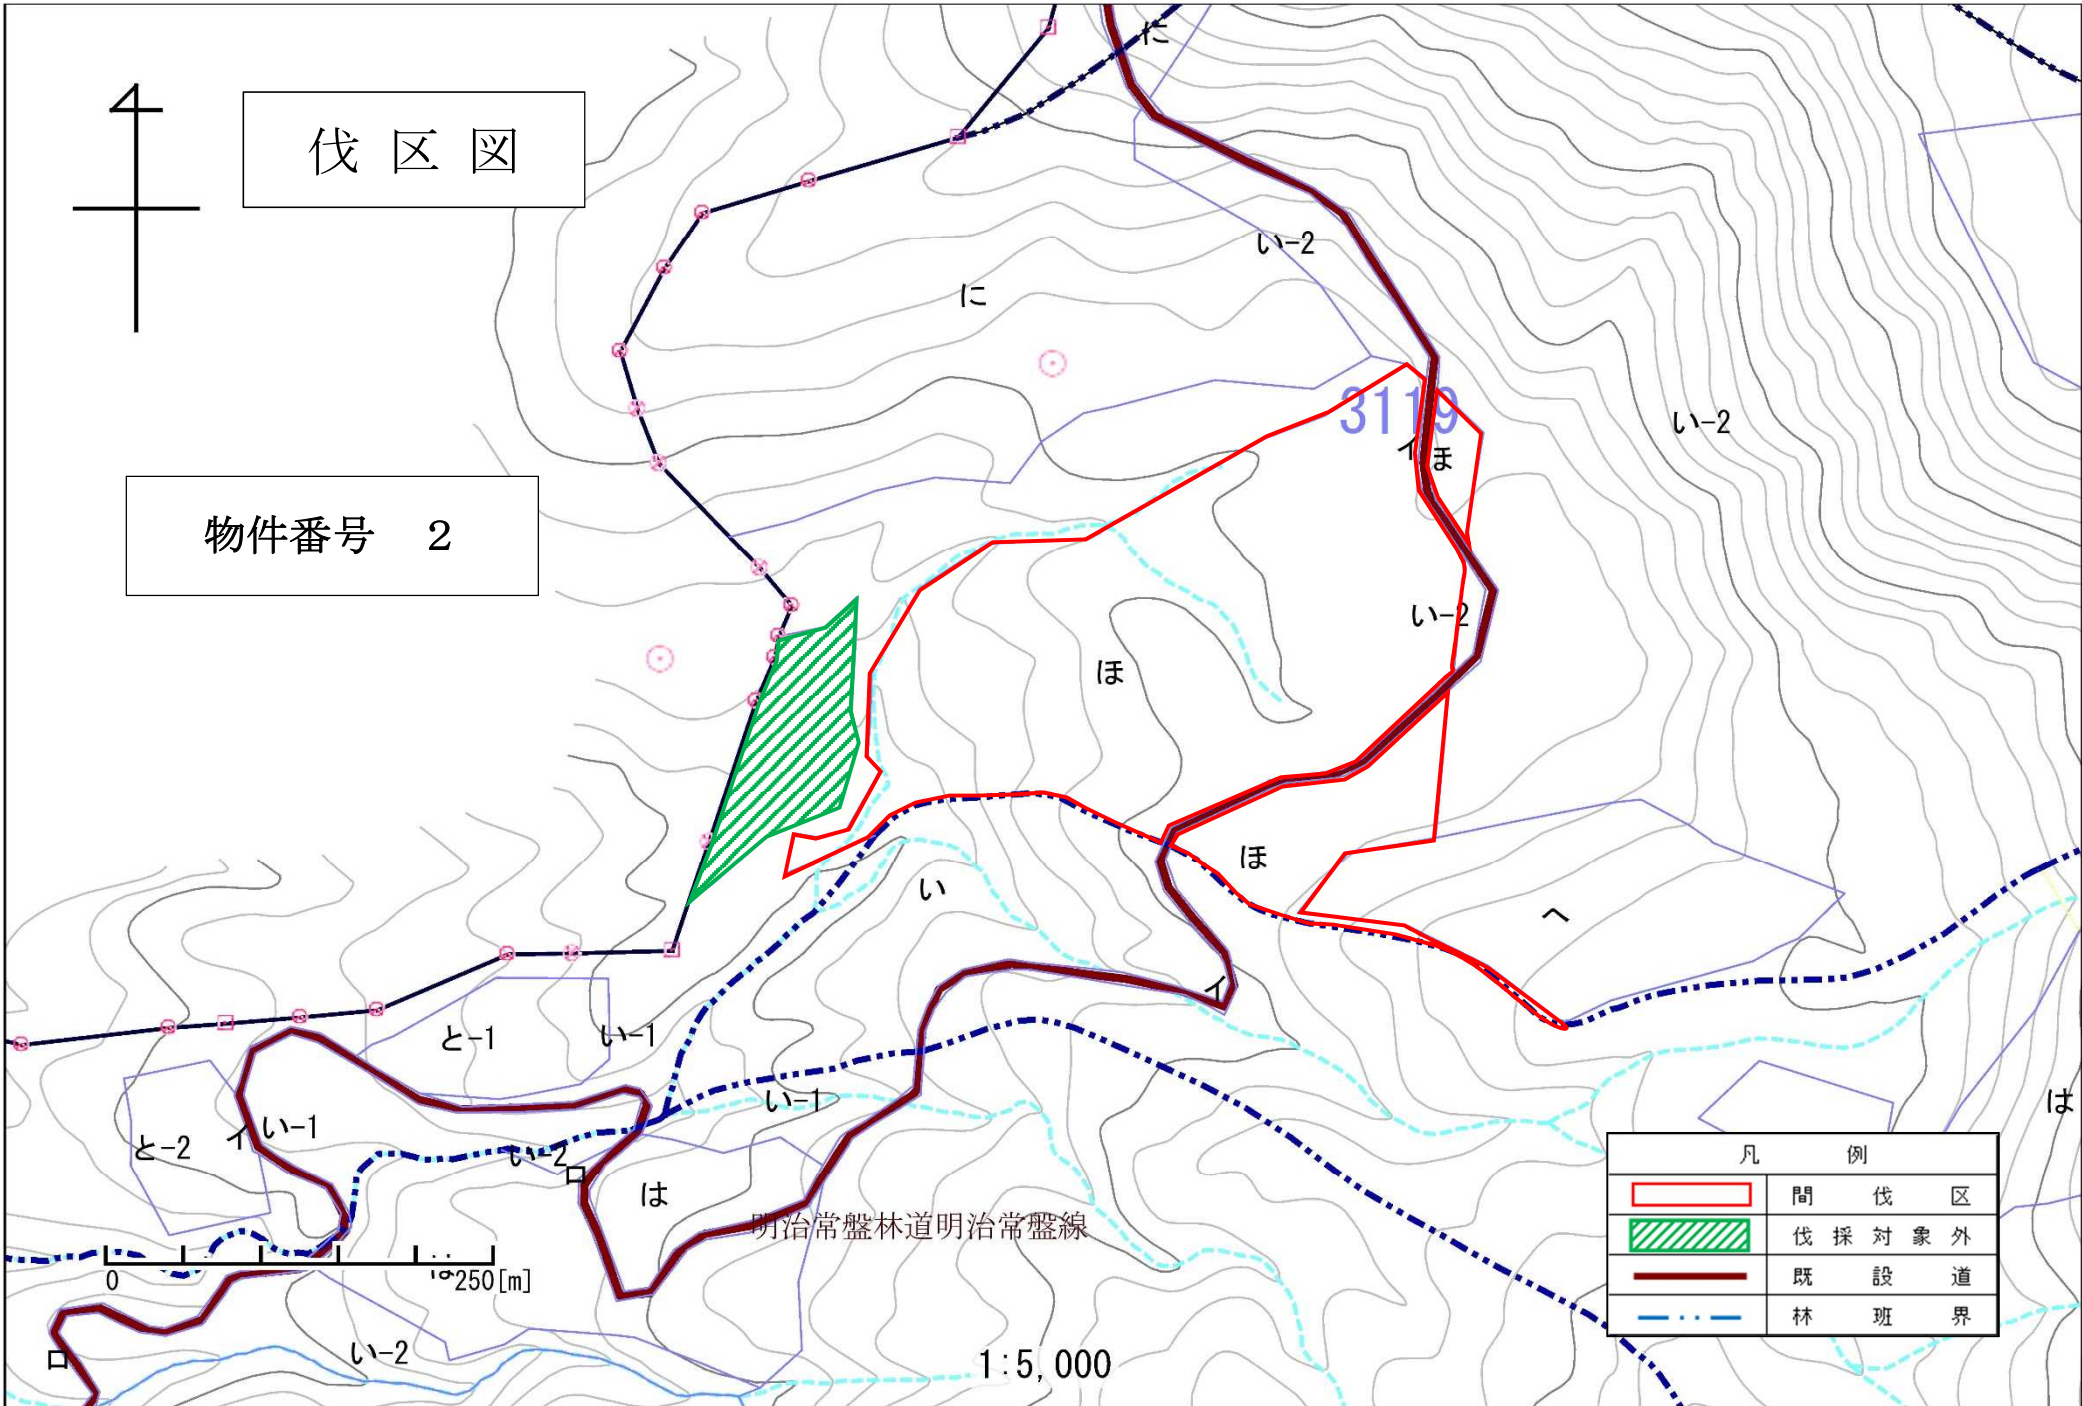 に
伐区図
い-2
に
3119
い-2
イ
ほ
物件番号 2
い-2
ほ
ほ
い
へ
イ
と-1
い-1
い-1
は
と-2
イ
い-1
い-2
ロ
は
凡例
間伐区
伐採対象外
既設道
林班界
明治常盤林道明治常盤線
は
0
250[m]
い-2
ロ
1:5,000